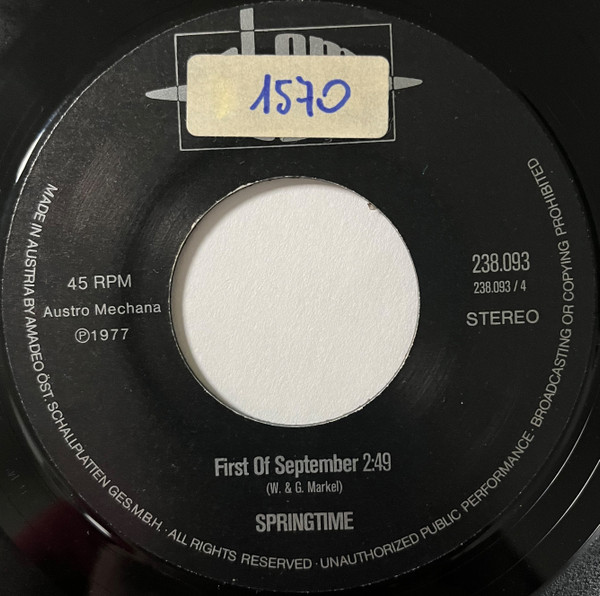 1570
45 RPM
Austro Mechana
Ⓟ1977
238.093
238.093 / 4
STEREO
First Of September 2:49
(W. & G. Markel)
SPRINGTIME
MADE IN AUSTRIA BY AMADEO ÖST. SCHALLPLATTEN GES.M.B.H. · ALL RIGHTS RESERVED · UNAUTHORIZED PUBLIC PERFORMANCE · BROADCASTING OR COPYING PROHIBITED